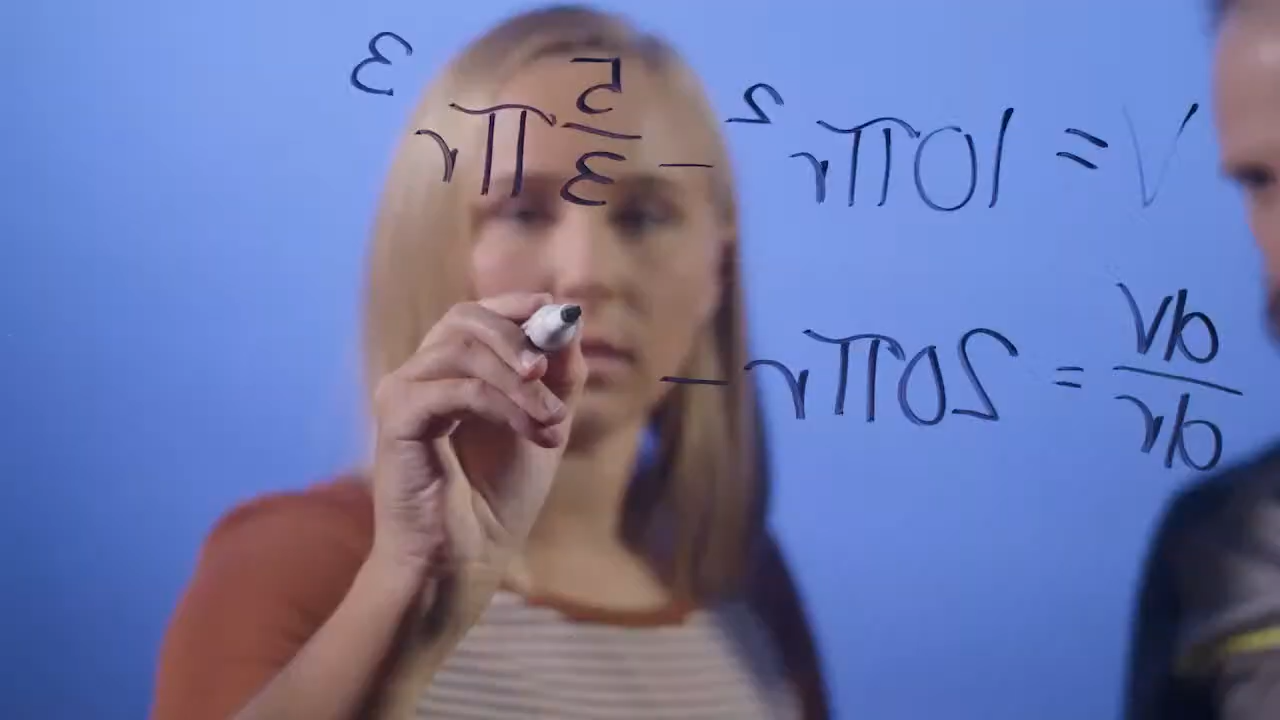 V = 10πr² - 5/3 πr³
dV/dr = 20πr -